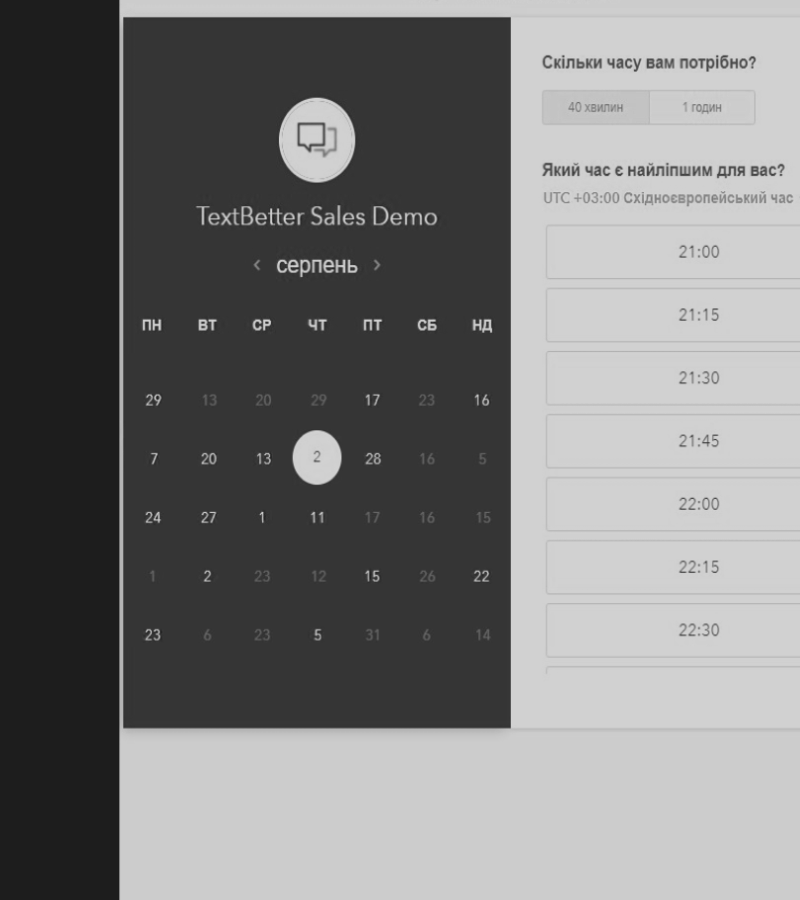 TextBetter Sales Demo
‹ серпень ›
ПН ВТ СР ЧТ ПТ СБ НД
29 13 20 29 17 23 16
7 20 13 2 28 16 5
24 27 1 11 17 16 15
1 2 23 12 15 26 22
23 6 23 5 31 6 14
Скільки часу вам потрібно?
40 хвилин 1 годин
Який час є найліпшим для вас?
UTC +03:00 Східноєвропейський час
21:00
21:15
21:30
21:45
22:00
22:15
22:30